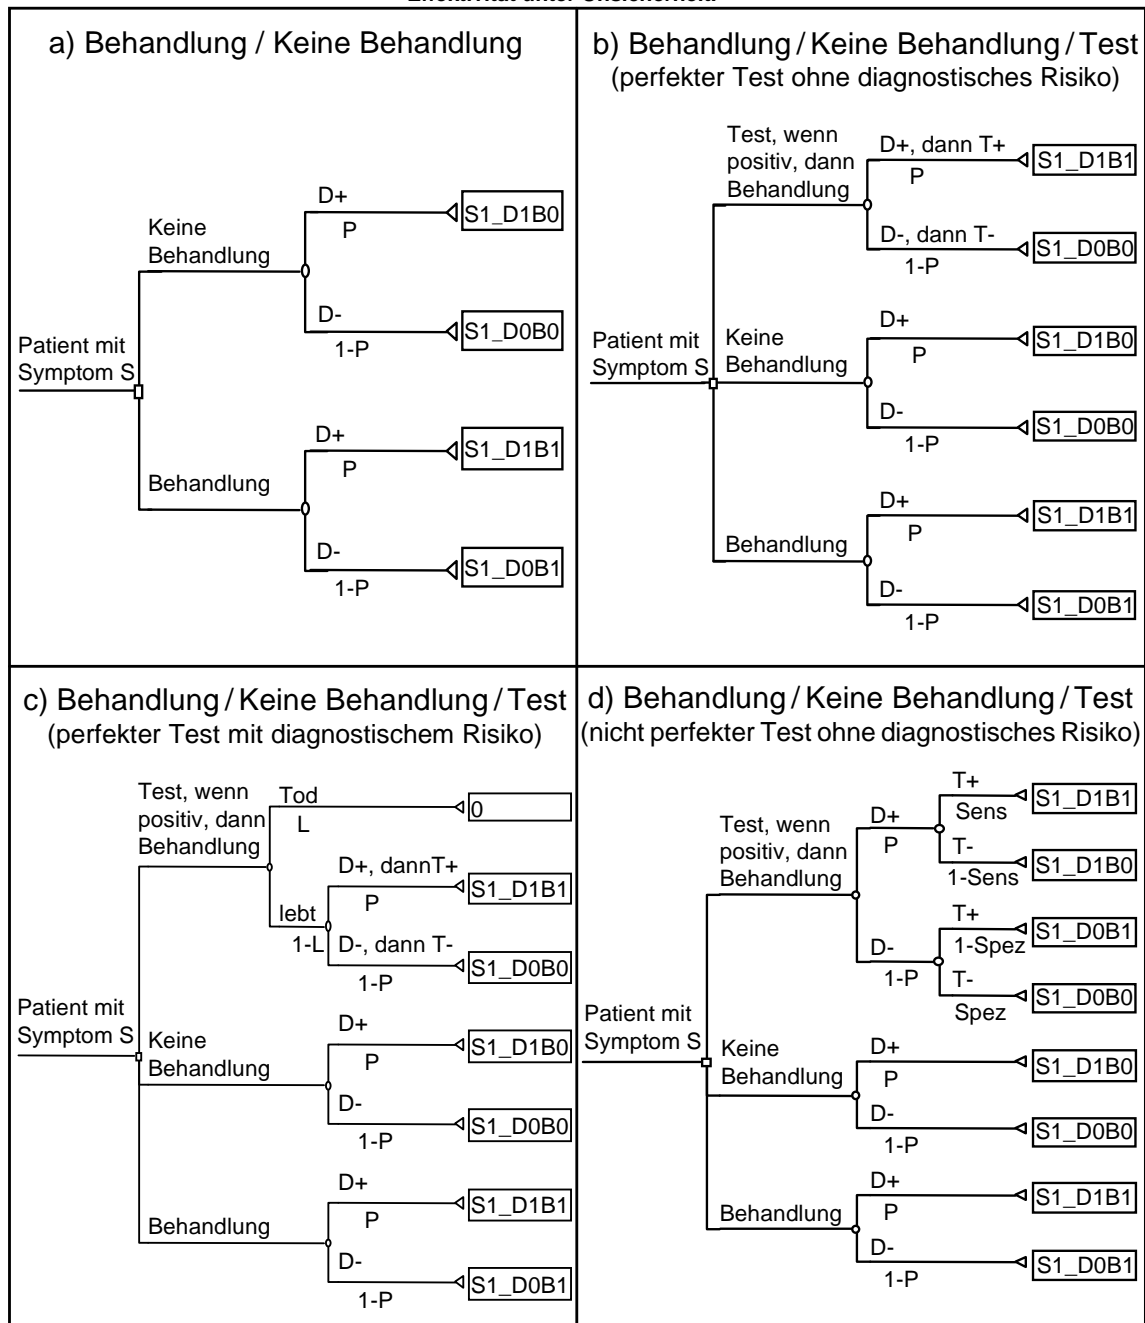 a) Behandlung / Keine Behandlung
Keine
Behandlung
D+
P
S1_D1B0
D-
1-P
S1_D0B0
Patient mit
Symptom S
Behandlung
D+
P
S1_D1B1
D-
1-P
S1_D0B1
b) Behandlung / Keine Behandlung / Test
(perfekter Test ohne diagnostisches Risiko)
Test, wenn
positiv, dann
Behandlung
D+, dann T+
P
S1_D1B1
D-, dann T-
1-P
S1_D0B0
Patient mit
Symptom S
Keine
Behandlung
D+
P
S1_D1B0
D-
1-P
S1_D0B0
Behandlung
D+
P
S1_D1B1
D-
1-P
S1_D0B1
c) Behandlung / Keine Behandlung / Test
(perfekter Test mit diagnostischem Risiko)
Test, wenn
positiv, dann
Behandlung
Tod
L
0
lebt
1-L
D+, dannT+
P
S1_D1B1
D-, dann T-
1-P
S1_D0B0
Patient mit
Symptom S
Keine
Behandlung
D+
P
S1_D1B0
D-
1-P
S1_D0B0
Behandlung
D+
P
S1_D1B1
D-
1-P
S1_D0B1
d) Behandlung / Keine Behandlung / Test
(nicht perfekter Test ohne diagnostisches Risiko)
Test, wenn
positiv, dann
Behandlung
D+
P
T+
Sens
S1_D1B1
T-
1-Sens
S1_D1B0
D-
1-P
T+
1-Spez
S1_D0B1
T-
Spez
S1_D0B0
Patient mit
Symptom S
Keine
Behandlung
D+
P
S1_D1B0
D-
1-P
S1_D0B0
Behandlung
D+
P
S1_D1B1
D-
1-P
S1_D0B1